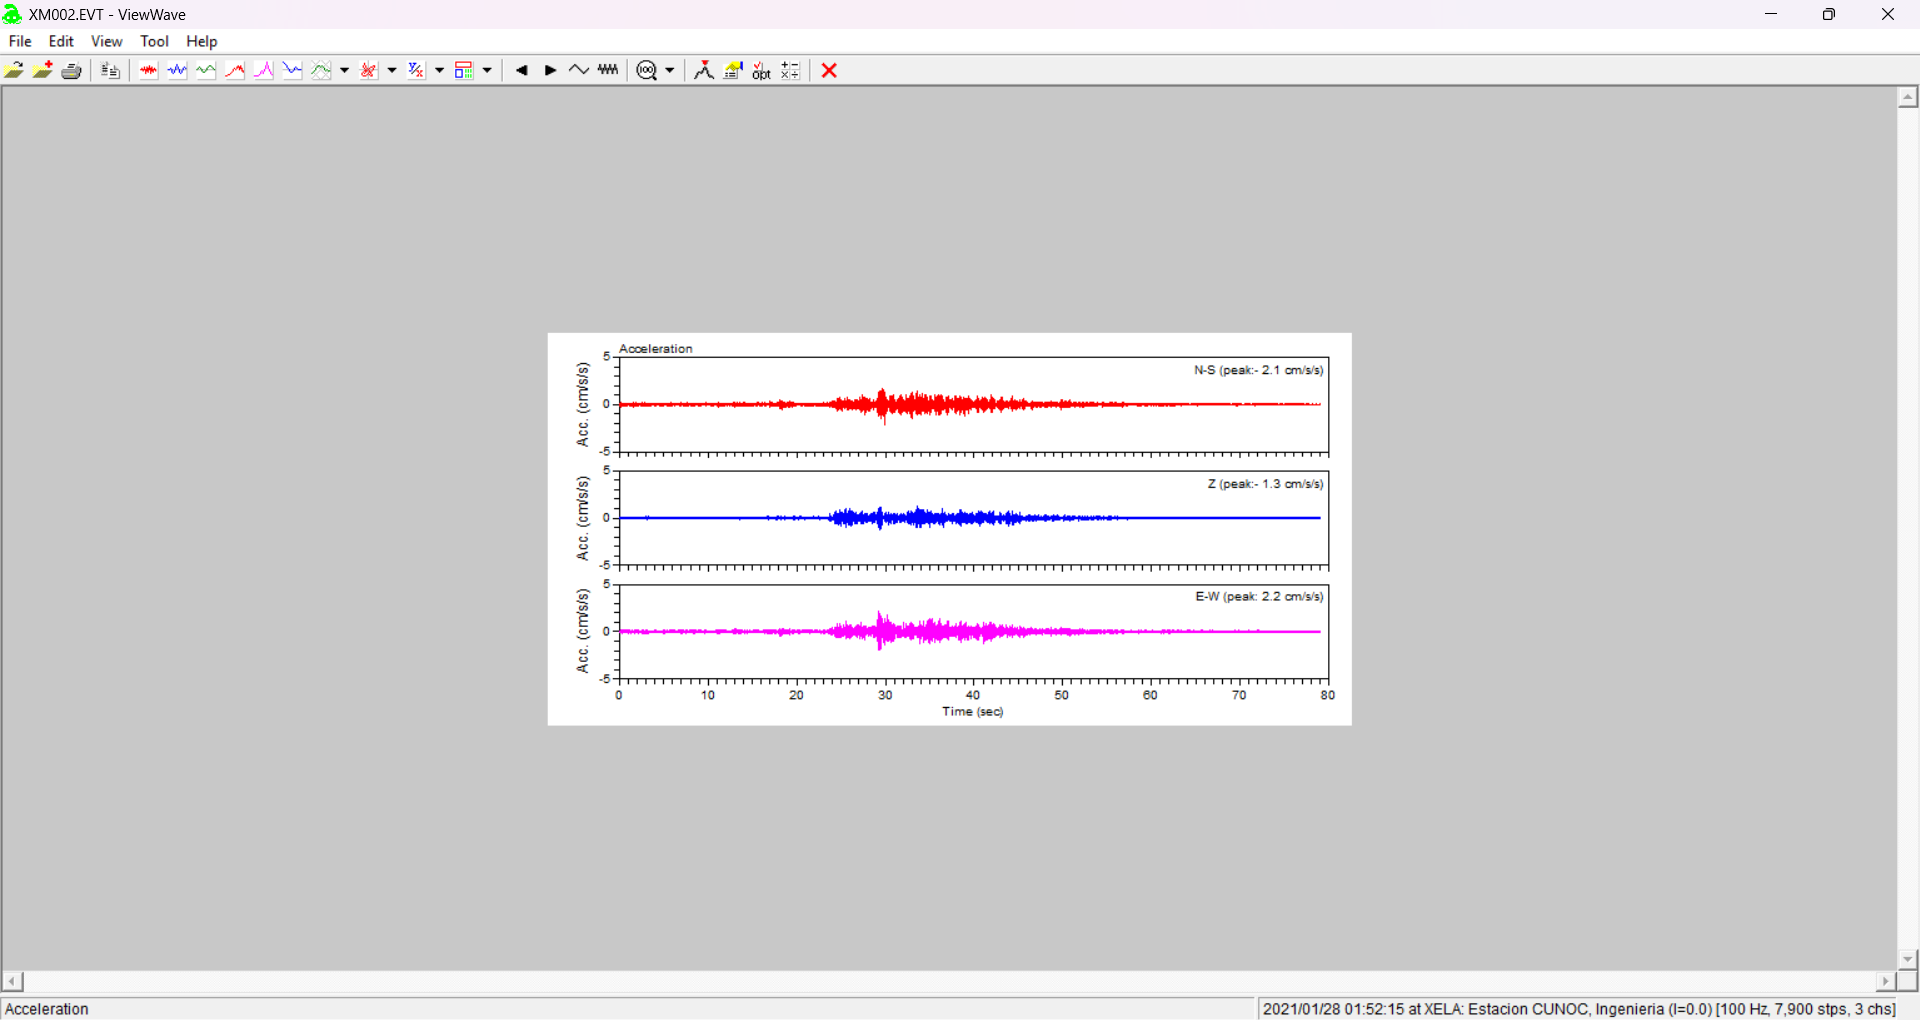 XM002.EVT - ViewWave
File Edit View Tool Help
100 opt
Acceleration
Acc. (cm/s/s)
5
0
-5
N-S (peak:- 2.1 cm/s/s)
Acc. (cm/s/s)
5
0
-5
Z (peak:- 1.3 cm/s/s)
Acc. (cm/s/s)
5
0
-5
E-W (peak: 2.2 cm/s/s)
0 10 20 30 40 50 60 70 80
Time (sec)
Acceleration
2021/01/28 01:52:15 at XELA: Estacion CUNOC, Ingenieria (I=0.0) [100 Hz, 7,900 stps, 3 chs]